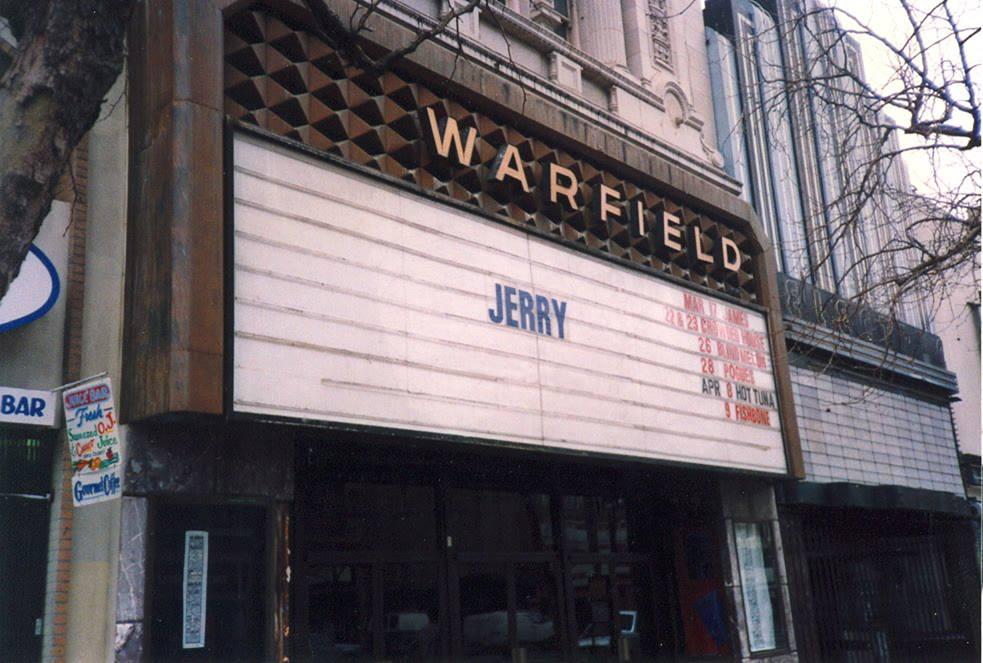 WARFIELD
JERRY
MAR 17 JAMES
22 & 23 CROWDED HOUSE
26 BLIND MELON
28 POGUES
APR 8 HOT TUNA
9 FISHBONE
BAR
JUICE BAR
Fresh
Squeezed O.J.
& Carrot Juice
Gourmet Coffee